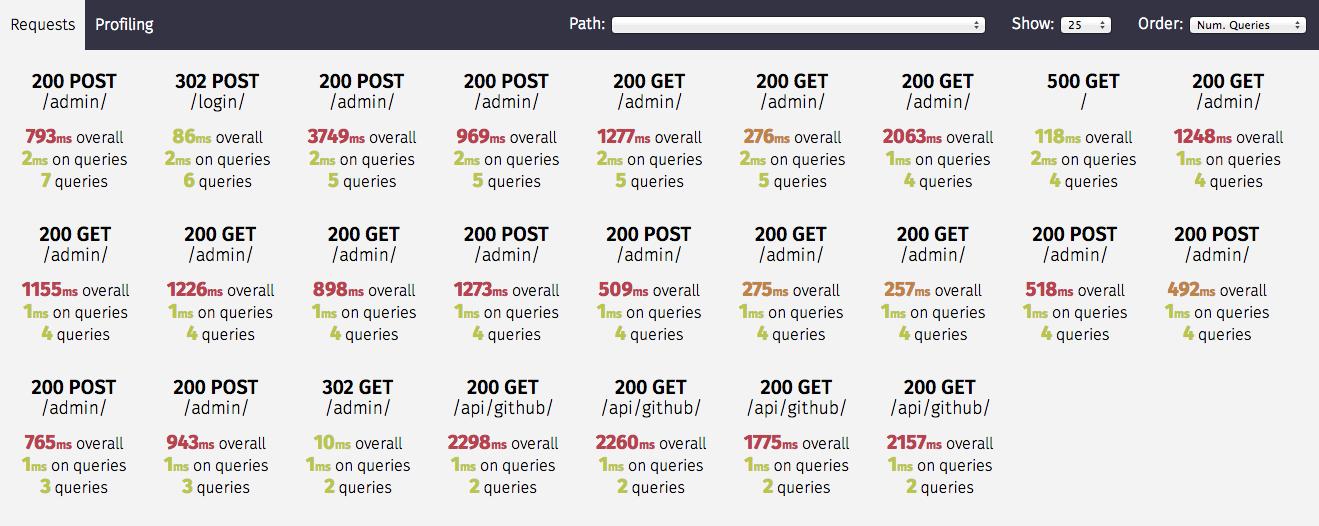 Requests Profiling Path: Show: 25 Order: Num. Queries
200 POST 302 POST 200 POST 200 POST 200 GET 200 GET 200 GET 500 GET 200 GET
/admin/ /login/ /admin/ /admin/ /admin/ /admin/ /admin/ / /admin/
793ms overall 86ms overall 3749ms overall 969ms overall 1277ms overall 276ms overall 2063ms overall 118ms overall 1248ms overall
2ms on queries 2ms on queries 2ms on queries 2ms on queries 2ms on queries 2ms on queries 1ms on queries 2ms on queries 1ms on queries
7 queries 6 queries 5 queries 5 queries 5 queries 5 queries 4 queries 4 queries 4 queries
200 GET 200 GET 200 GET 200 POST 200 POST 200 GET 200 GET 200 POST 200 POST
/admin/ /admin/ /admin/ /admin/ /admin/ /admin/ /admin/ /admin/ /admin/
1155ms overall 1226ms overall 898ms overall 1273ms overall 509ms overall 275ms overall 257ms overall 518ms overall 492ms overall
1ms on queries 1ms on queries 1ms on queries 1ms on queries 1ms on queries 1ms on queries 1ms on queries 1ms on queries 1ms on queries
4 queries 4 queries 4 queries 4 queries 4 queries 4 queries 4 queries 4 queries 4 queries
200 POST 200 POST 302 GET 200 GET 200 GET 200 GET 200 GET
/admin/ /admin/ /admin/ /api/github/ /api/github/ /api/github/ /api/github/
765ms overall 943ms overall 10ms overall 2298ms overall 2260ms overall 1775ms overall 2157ms overall
1ms on queries 1ms on queries 1ms on queries 1ms on queries 1ms on queries 1ms on queries 1ms on queries
3 queries 3 queries 2 queries 2 queries 2 queries 2 queries 2 queries